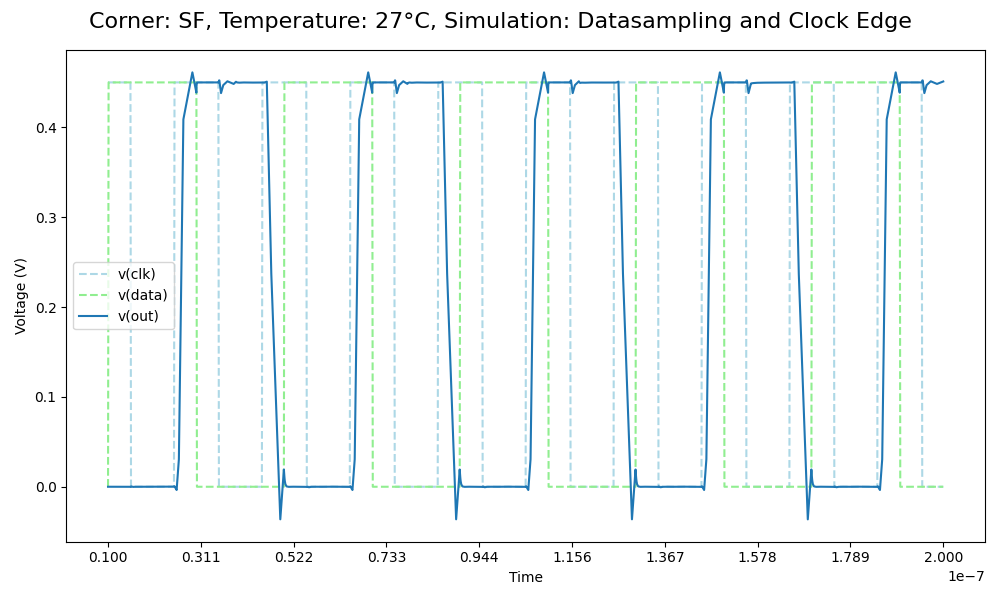 Corner: SF, Temperature: 27°C, Simulation: Datasampling and Clock Edge
Voltage (V)
0.4
0.3
0.2
0.1
0.0
v(clk)
v(data)
v(out)
0.100 0.311 0.522 0.733 0.944 1.156 1.367 1.578 1.789 2.000
Time
1e−7